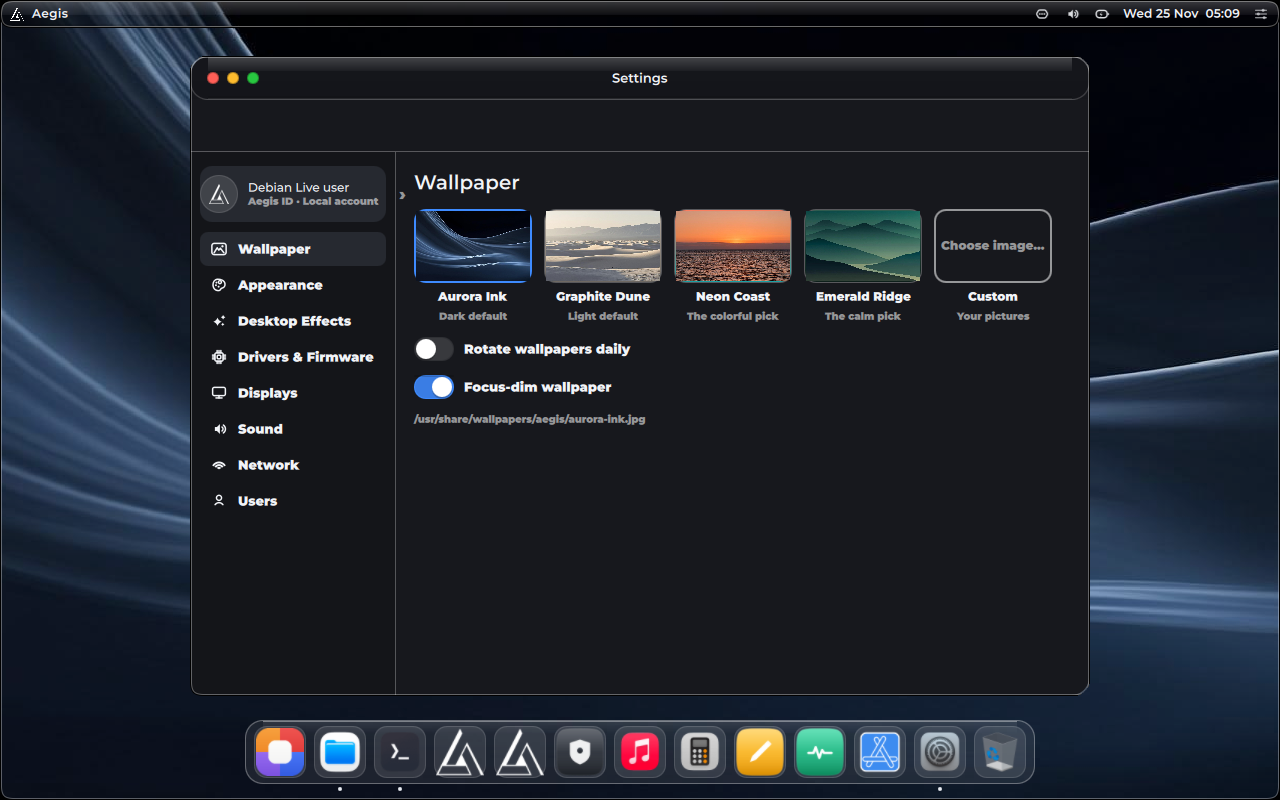 Aegis
Wed 25 Nov 05:09
Settings
Debian Live user
Aegis ID • Local account
Wallpaper
Appearance
Desktop Effects
Drivers & Firmware
Displays
Sound
Network
Users
Wallpaper
Choose image...
Aurora Ink
Graphite Dune
Neon Coast
Emerald Ridge
Custom
Dark default
Light default
The colorful pick
The calm pick
Your pictures
Rotate wallpapers daily
Focus-dim wallpaper
/usr/share/wallpapers/aegis/aurora-ink.jpg